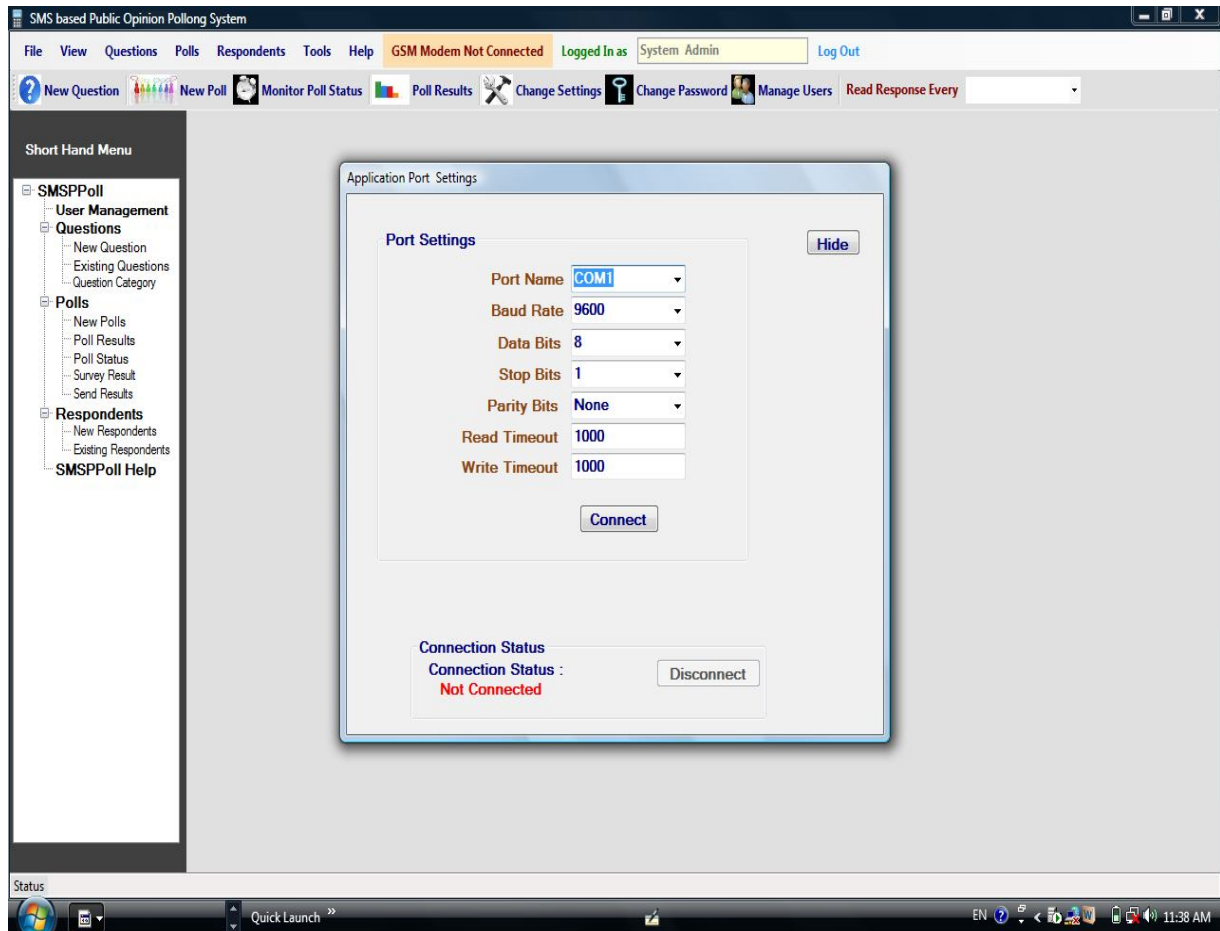 SMS based Public Opinion Pollong System
File View Questions Polls Respondents Tools Help GSM Modem Not Connected Logged In as System Admin Log Out
New Question New Poll Monitor Poll Status Poll Results Change Settings Change Password Manage Users Read Response Every
Short Hand Menu
SMSPPoll
User Management
Questions
New Question
Existing Questions
Question Category
Polls
New Polls
Poll Results
Poll Status
Survey Result
Send Results
Respondents
New Respondents
Existing Respondents
SMSPPoll Help
Application Port Settings
Port Settings
Hide
Port Name COM1
Baud Rate 9600
Data Bits 8
Stop Bits 1
Parity Bits None
Read Timeout 1000
Write Timeout 1000
Connect
Connection Status
Connection Status :
Not Connected
Disconnect
Status
Quick Launch »
EN 11:38 AM